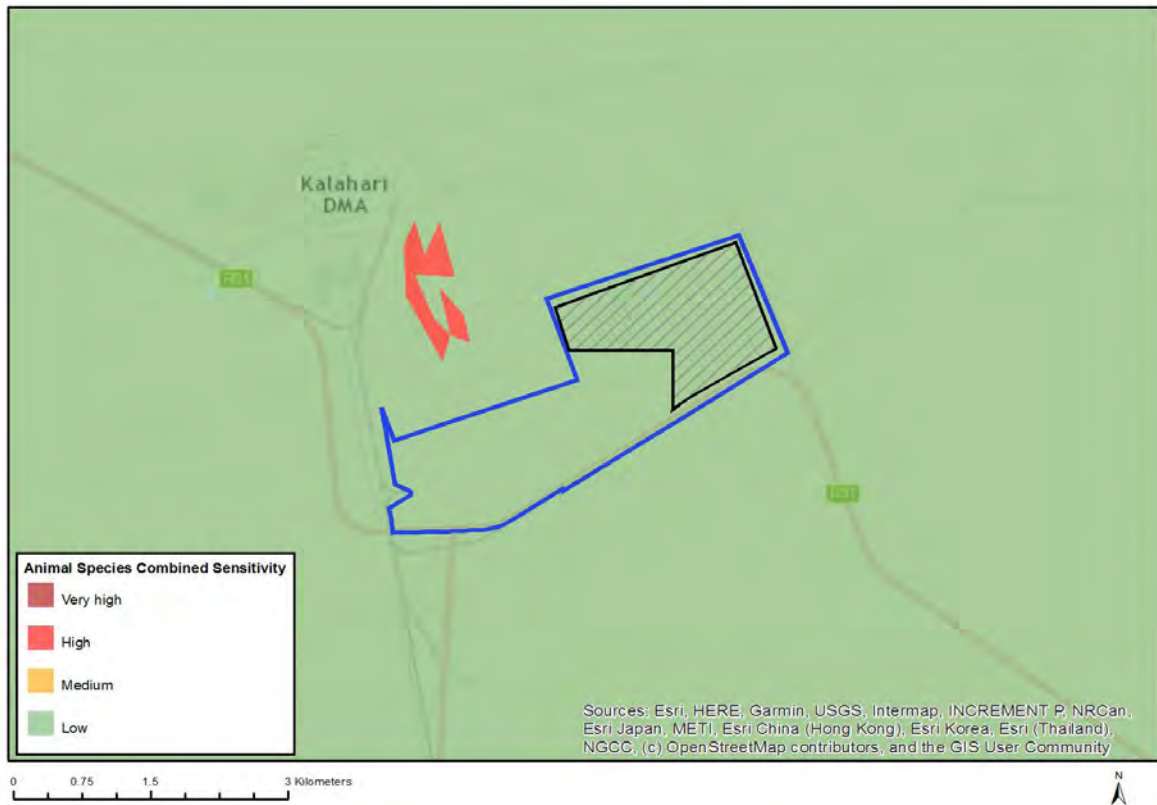 Kalahari
DMA
Animal Species Combined Sensitivity
Very high
High
Medium
Low
Sources: Esri, HERE, Garmin, USGS, Intermap, INCREMENT P, NRCan,
Esri Japan, METI, Esri China (Hong Kong), Esri Korea, Esri (Thailand),
NGCC, (c) OpenStreetMap contributors, and the GIS User Community
0 0.75 1.5 3 Kilometers
N